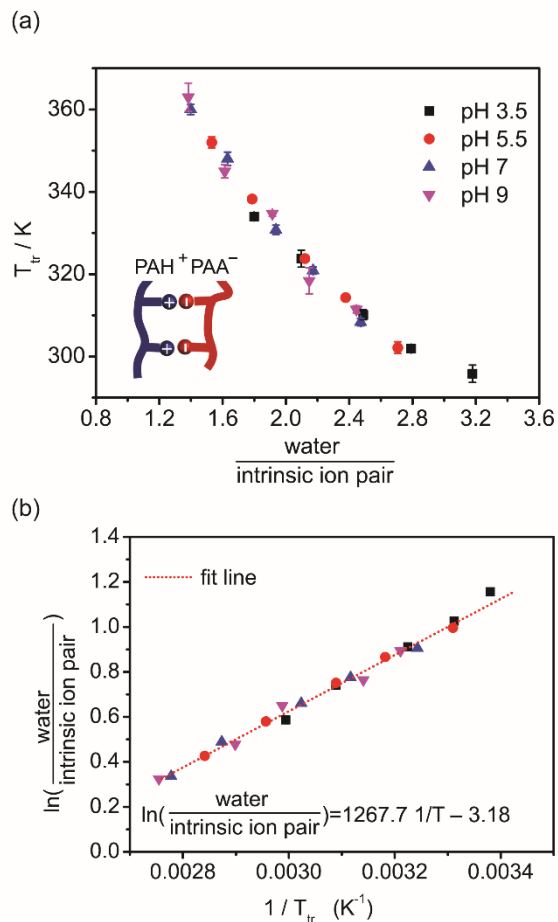 (a)
360
340
320
300
T_tr / K
pH 3.5
pH 5.5
pH 7
pH 9
PAH⁺PAA⁻
+ −
+ −
0.8 1.2 1.6 2.0 2.4 2.8 3.2 3.6
water
intrinsic ion pair
(b)
1.4
1.2
1.0
0.8
0.6
0.4
0.2
0.0
ln(water/intrinsic ion pair)
fit line
ln(water/intrinsic ion pair)=1267.7 1/T − 3.18
0.0028 0.0030 0.0032 0.0034
1 / T_tr (K⁻¹)